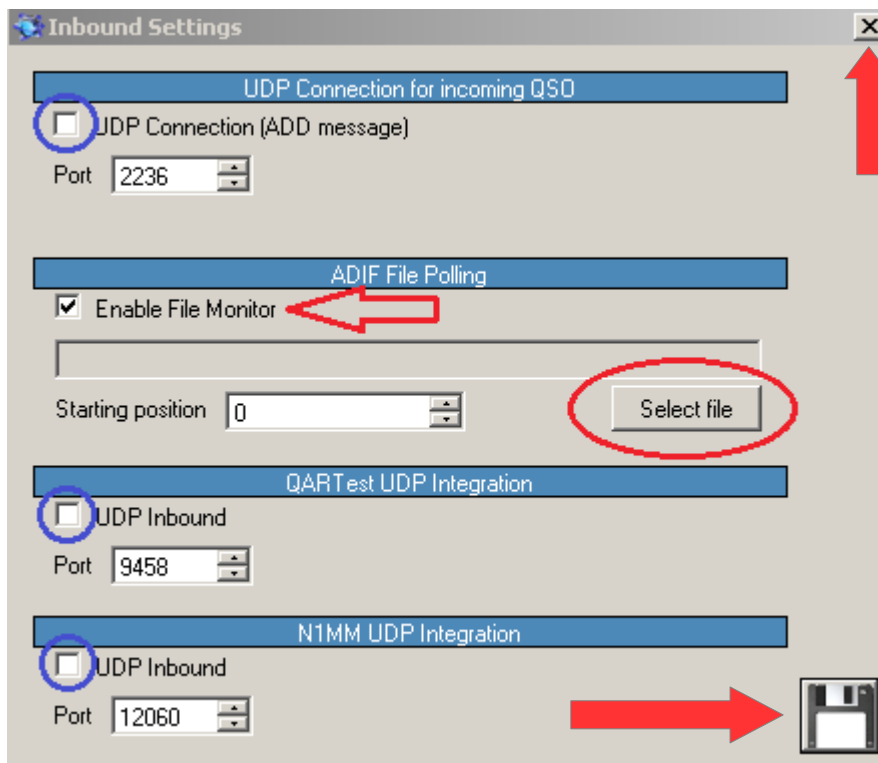 Inbound Settings
UDP Connection for incoming QSO
UDP Connection (ADD message)
Port 2236
ADIF File Polling
Enable File Monitor
Starting position 0 Select file
QARTest UDP Integration
UDP Inbound
Port 9458
N1MM UDP Integration
UDP Inbound
Port 12060